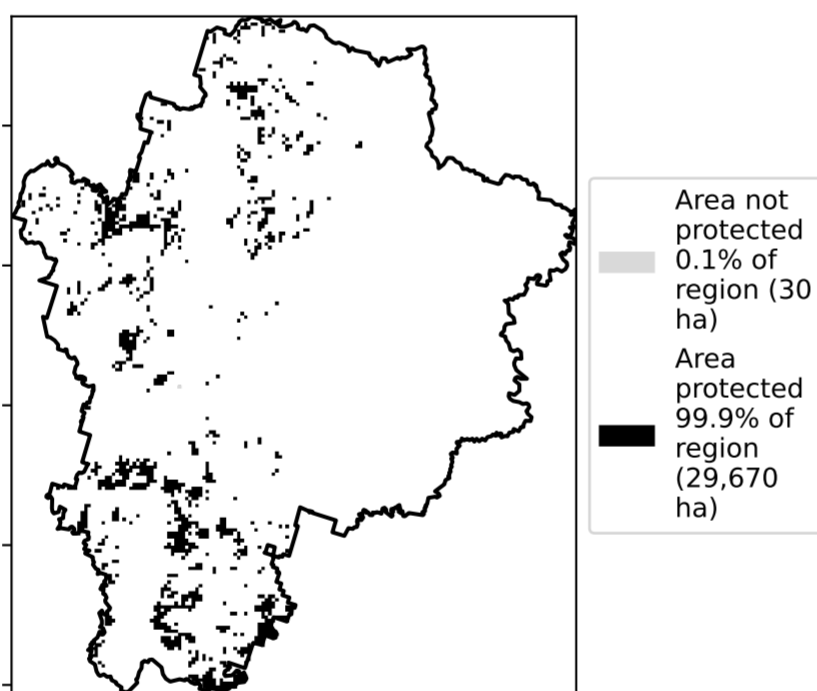 Area not
protected
0.1% of
region (30
ha)
Area
protected
99.9% of
region
(29,670
ha)